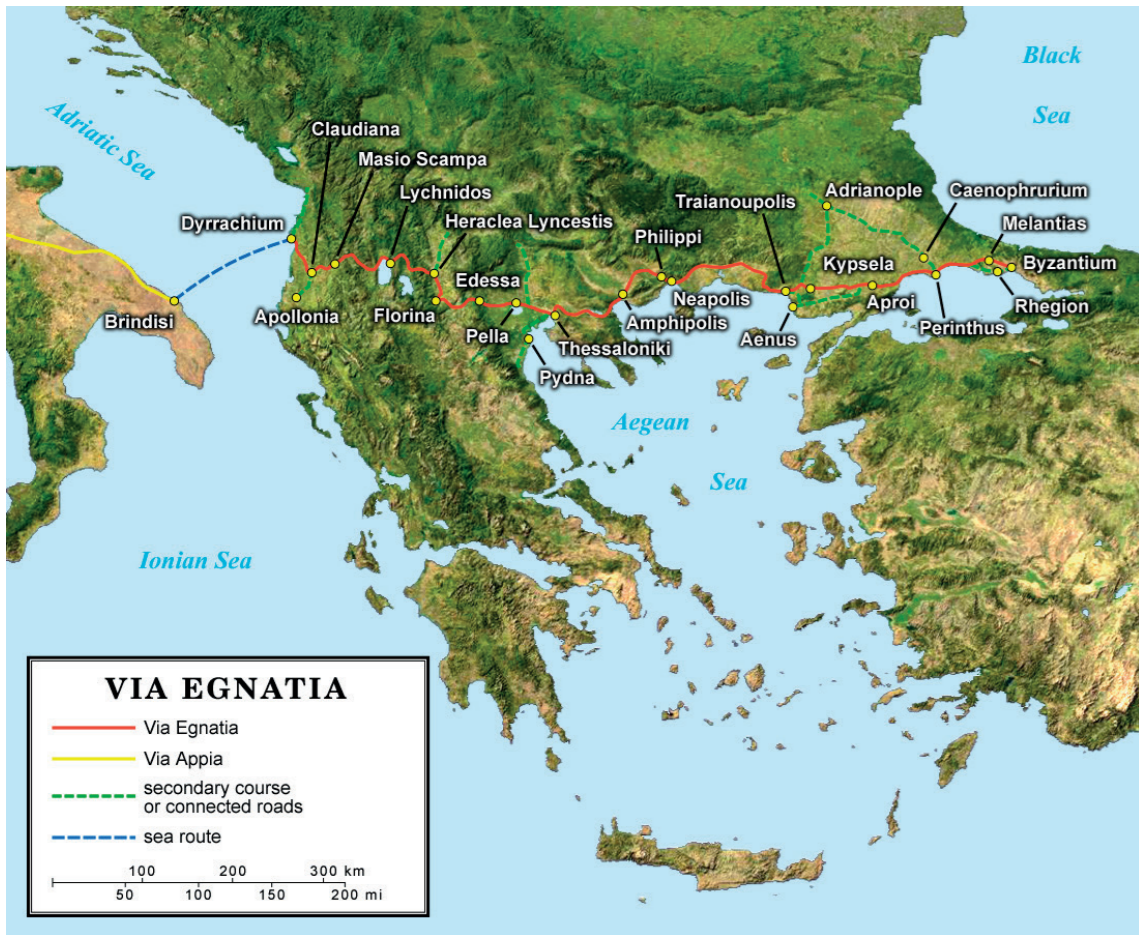 Black
Sea
Adriatic Sea
Claudiana
Masio Scampa
Lychnidos
Heraclea Lyncestis
Dyrrachium
Brindisi
Apollonia
Florina
Edessa
Pella
Pydna
Thessaloniki
Amphipolis
Philippi
Neapolis
Traianoupolis
Adrianople
Caenophrurium
Melantias
Byzantium
Kypsela
Aproi
Aenus
Perinthus
Rhegion
Aegean
Sea
Ionian Sea
VIA EGNATIA
Via Egnatia
Via Appia
secondary course
or connected roads
sea route
100 200 300 km
50 100 150 200 mi